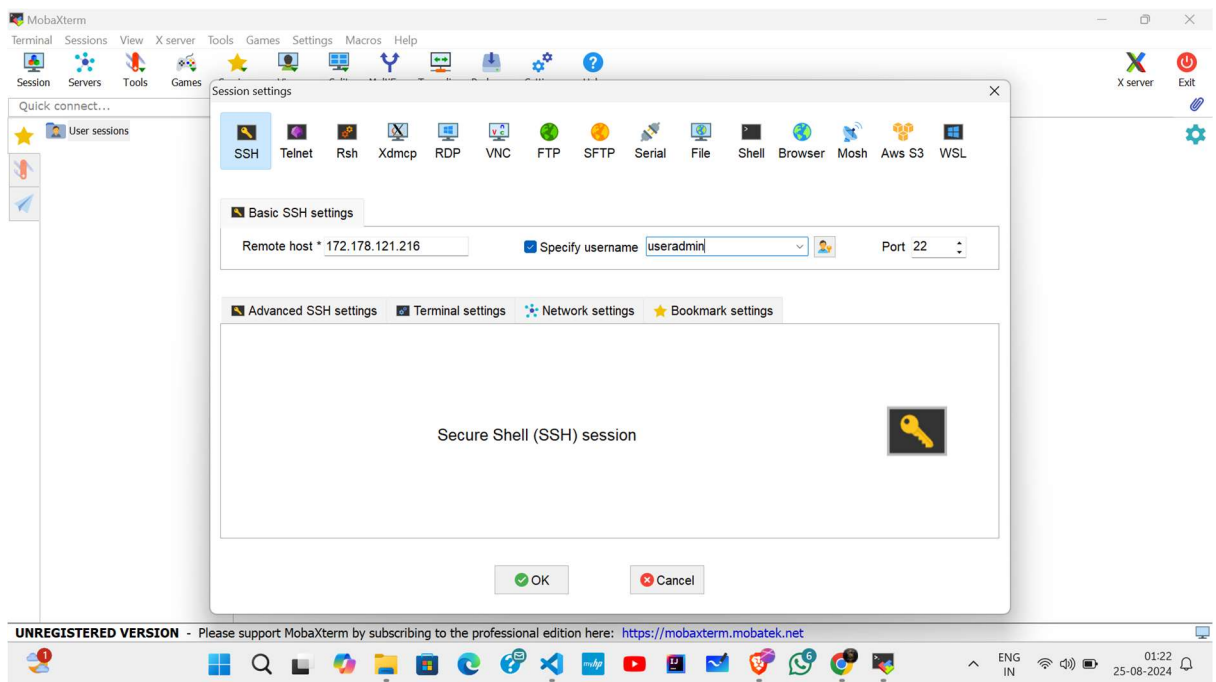 MobaXterm
Terminal Sessions View X server Tools Games Settings Macros Help
Session Servers Tools Games X server Exit
Quick connect...
User sessions
Session settings
SSH Telnet Rsh Xdmcp RDP VNC FTP SFTP Serial File Shell Browser Mosh Aws S3 WSL
Basic SSH settings
Remote host * 172.178.121.216 Specify username useradmin Port 22
Advanced SSH settings Terminal settings Network settings Bookmark settings
Secure Shell (SSH) session
OK Cancel
UNREGISTERED VERSION - Please support MobaXterm by subscribing to the professional edition here: https://mobaxterm.mobatek.net
ENG 01:22
IN 25-08-2024